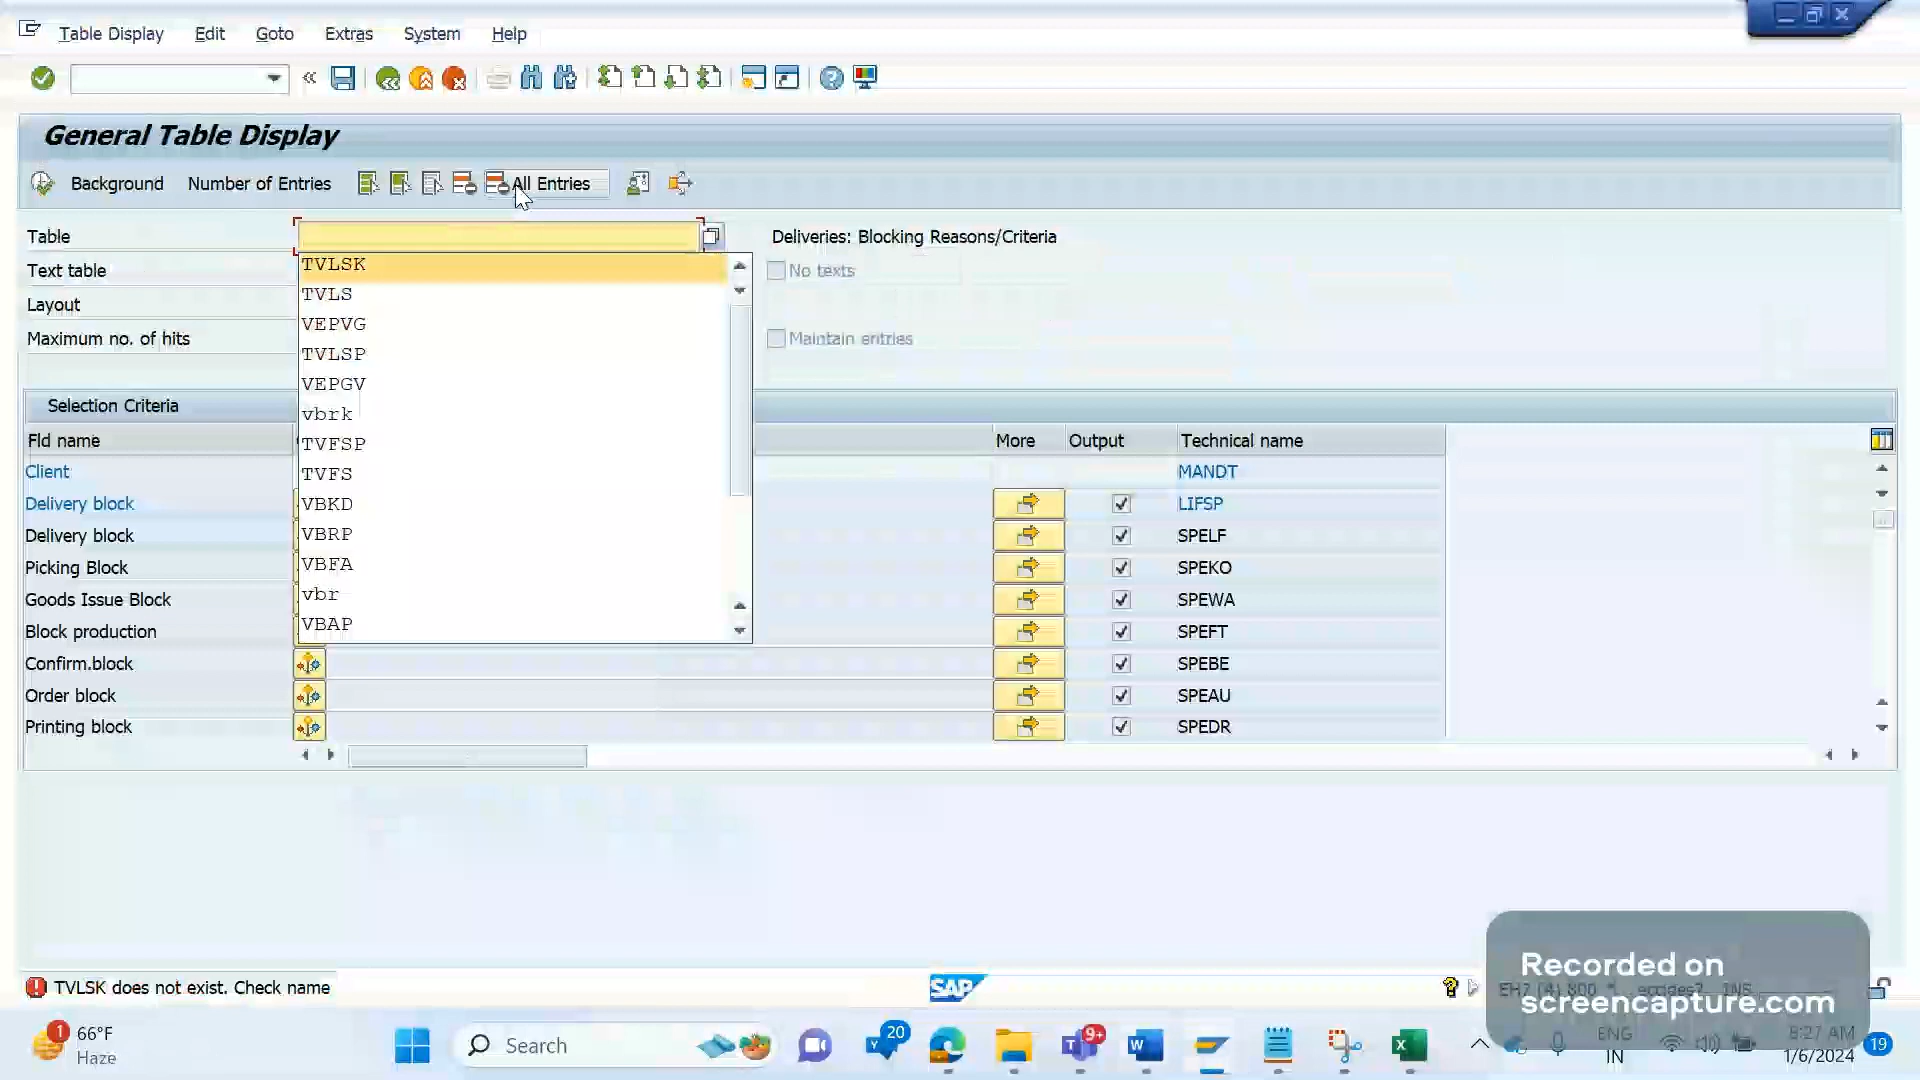 Table Display Edit Goto Extras System Help
«
General Table Display
Background Number of Entries All Entries
Table Deliveries: Blocking Reasons/Criteria
Text table No texts
Layout
Maximum no. of hits Maintain entries
TVLSK
TVLS
VEPVG
TVLSP
VEPGV
vbrk
TVFSP
TVFS
VBKD
VBRP
VBFA
vbr
VBAP
Selection Criteria
Fld name More Output Technical name
Client MANDT
Delivery block LIFSP
Delivery block SPELF
Picking Block SPEKO
Goods Issue Block SPEWA
Block production SPEFT
Confirm.block SPEBE
Order block SPEAU
Printing block SPEDR
TVLSK does not exist. Check name
SAP
Recorded on
screencapture.com
1 66°F
Haze
Search
20
9+
ENG
IN
8:27 AM
1/6/2024
19